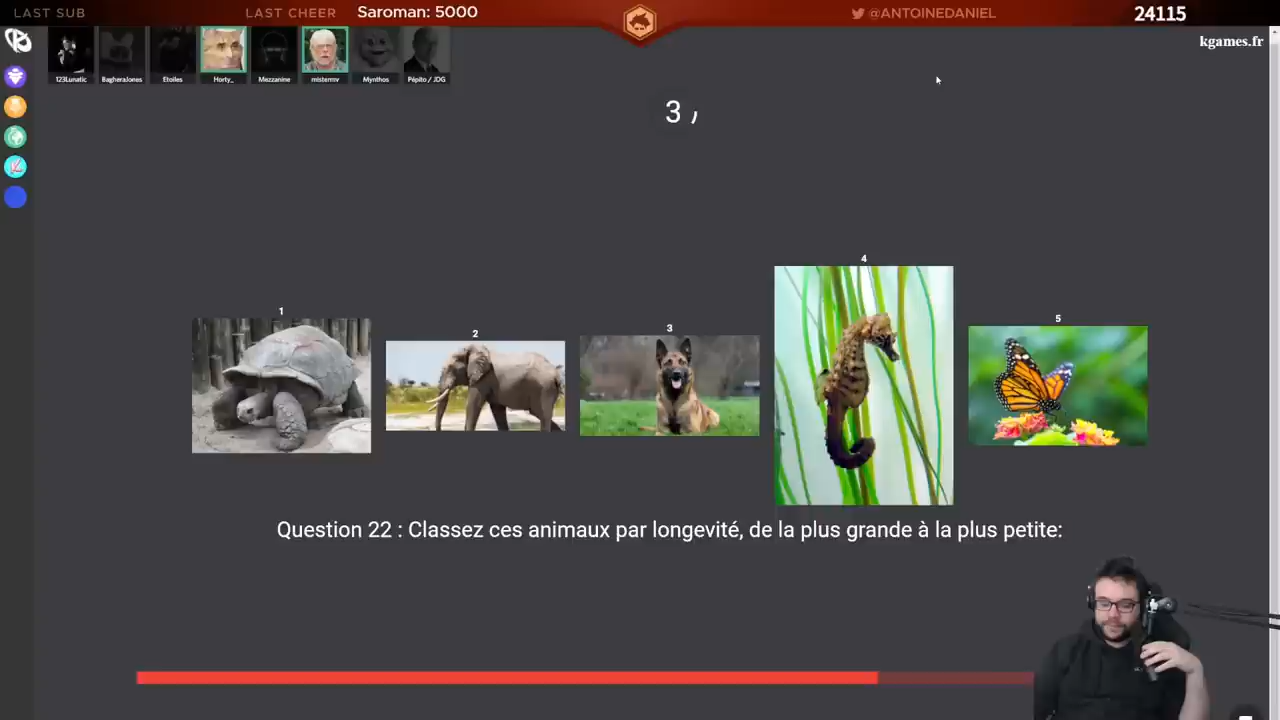 LAST SUB
LAST CHEER
Saroman: 5000
@ANTOINEDANIEL
24115
kgames.fr
123Lunatic
BagheraJones
Etoiles
Horty_
Mezzanine
mistermv
Mynthos
Pépito / JDG
3
1
2
3
4
5
Question 22 : Classez ces animaux par longevité, de la plus grande à la plus petite: